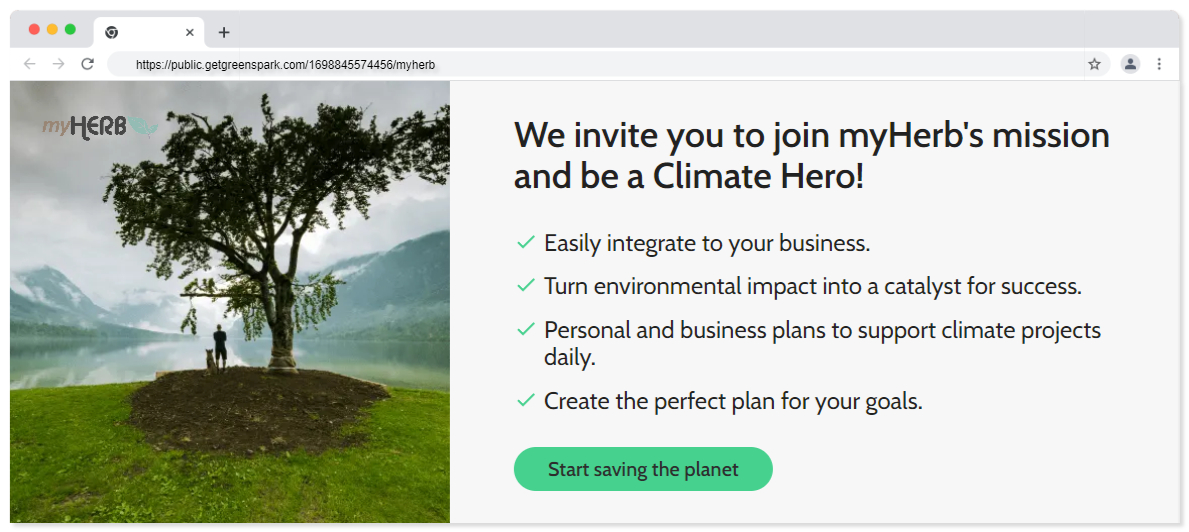 https://public.getgreenspark.com/1698845574456/myherb
myHERB
We invite you to join myHerb's mission
and be a Climate Hero!
Easily integrate to your business.
Turn environmental impact into a catalyst for success.
Personal and business plans to support climate projects
daily.
Create the perfect plan for your goals.
Start saving the planet